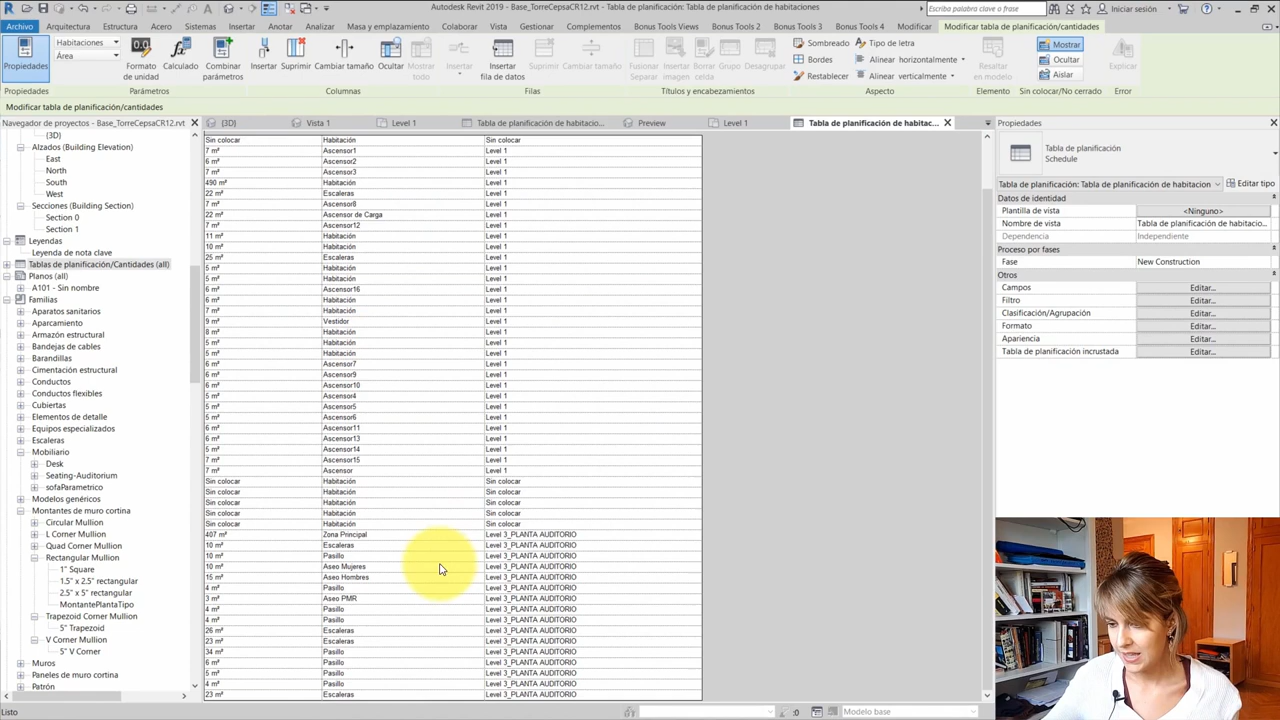 Autodesk Revit 2019 - Base_TorreCepsaCR12.rvt - Tabla de planificación: Tabla de planificación de habitaciones
Escriba palabra clave o frase
Iniciar sesión
Archivo Arquitectura Estructura Acero Sistemas Insertar Anotar Analizar Masa y emplazamiento Colaborar Vista Gestionar Complementos Bonus Tools Views Bonus Tools 2 Bonus Tools 3 Bonus Tools 4 Modificar Modificar tabla de planificación/cantidades
Propiedades
Habitaciones
Área
Formato de unidad
Calculado
Combinar parámetros
Insertar
Suprimir
Cambiar tamaño
Ocultar
Mostrar todo
Insertar
Insertar fila de datos
Suprimir
Cambiar tamaño
Fusionar Separar
Insertar imagen
Borrar celda
Grupo
Desagrupar
Sombreado
Bordes
Restablecer
Tipo de letra
Alinear horizontalmente
Alinear verticalmente
Resaltar en modelo
Mostrar
Ocultar
Aislar
Explicar
Propiedades Parámetros Columnas Filas Títulos y encabezamientos Aspecto Elemento Sin colocar/No cerrado Error
Modificar tabla de planificación/cantidades
Navegador de proyectos - Base_TorreCepsaCR12.rvt
{3D}
Alzados (Building Elevation)
East
North
South
West
Secciones (Building Section)
Section 0
Section 1
Leyendas
Leyenda de nota clave
Tablas de planificación/Cantidades (all)
Planos (all)
A101 - Sin nombre
Familias
Aparatos sanitarios
Aparcamiento
Armazón estructural
Bandejas de cables
Barandillas
Cimentación estructural
Conductos
Conductos flexibles
Cubiertas
Elementos de detalle
Equipos especializados
Escaleras
Mobiliario
Desk
Seating-Auditorium
sofaParametrico
Modelos genéricos
Montantes de muro cortina
Circular Mullion
L Corner Mullion
Quad Corner Mullion
Rectangular Mullion
1" Square
1.5" x 2.5" rectangular
2.5" x 5" rectangular
MontantePlantaTipo
Trapezoid Corner Mullion
5" Trapezoid
V Corner Mullion
5" V Corner
Muros
Paneles de muro cortina
Patrón
{3D} Vista 1 Level 1 Tabla de planificación de habitacio... Preview Level 1 Tabla de planificación de habitac...
Sin colocar Habitación Sin colocar
7 m² Ascensor1 Level 1
6 m² Ascensor2 Level 1
7 m² Ascensor3 Level 1
490 m² Habitación Level 1
22 m² Escaleras Level 1
7 m² Ascensor8 Level 1
22 m² Ascensor de Carga Level 1
7 m² Ascensor12 Level 1
11 m² Habitación Level 1
10 m² Habitación Level 1
25 m² Escaleras Level 1
5 m² Habitación Level 1
5 m² Habitación Level 1
6 m² Ascensor16 Level 1
6 m² Habitación Level 1
7 m² Habitación Level 1
9 m² Vestidor Level 1
8 m² Habitación Level 1
5 m² Habitación Level 1
5 m² Habitación Level 1
6 m² Ascensor7 Level 1
6 m² Ascensor9 Level 1
6 m² Ascensor10 Level 1
5 m² Ascensor4 Level 1
5 m² Ascensor5 Level 1
5 m² Ascensor6 Level 1
6 m² Ascensor11 Level 1
6 m² Ascensor13 Level 1
5 m² Ascensor14 Level 1
7 m² Ascensor15 Level 1
7 m² Ascensor Level 1
Sin colocar Habitación Sin colocar
Sin colocar Habitación Sin colocar
Sin colocar Habitación Sin colocar
Sin colocar Habitación Sin colocar
Sin colocar Habitación Sin colocar
407 m² Zona Principal Level 3_PLANTA AUDITORIO
10 m² Escaleras Level 3_PLANTA AUDITORIO
10 m² Pasillo Level 3_PLANTA AUDITORIO
10 m² Aseo Mujeres Level 3_PLANTA AUDITORIO
15 m² Aseo Hombres Level 3_PLANTA AUDITORIO
4 m² Pasillo Level 3_PLANTA AUDITORIO
3 m² Aseo PMR Level 3_PLANTA AUDITORIO
4 m² Pasillo Level 3_PLANTA AUDITORIO
4 m² Pasillo Level 3_PLANTA AUDITORIO
26 m² Escaleras Level 3_PLANTA AUDITORIO
23 m² Escaleras Level 3_PLANTA AUDITORIO
34 m² Pasillo Level 3_PLANTA AUDITORIO
6 m² Pasillo Level 3_PLANTA AUDITORIO
5 m² Pasillo Level 3_PLANTA AUDITORIO
4 m² Pasillo Level 3_PLANTA AUDITORIO
23 m² Escaleras Level 3_PLANTA AUDITORIO
Propiedades
Tabla de planificación
Schedule
Tabla de planificación: Tabla de planificación de habitacion
Editar tipo
Datos de identidad
Plantilla de vista <Ninguno>
Nombre de vista Tabla de planificación de habitacio...
Dependencia Independiente
Proceso por fases
Fase New Construction
Otros
Campos Editar...
Filtro Editar...
Clasificación/Agrupación Editar...
Formato Editar...
Apariencia Editar...
Tabla de planificación incrustada Editar...
Listo
:0
Modelo base